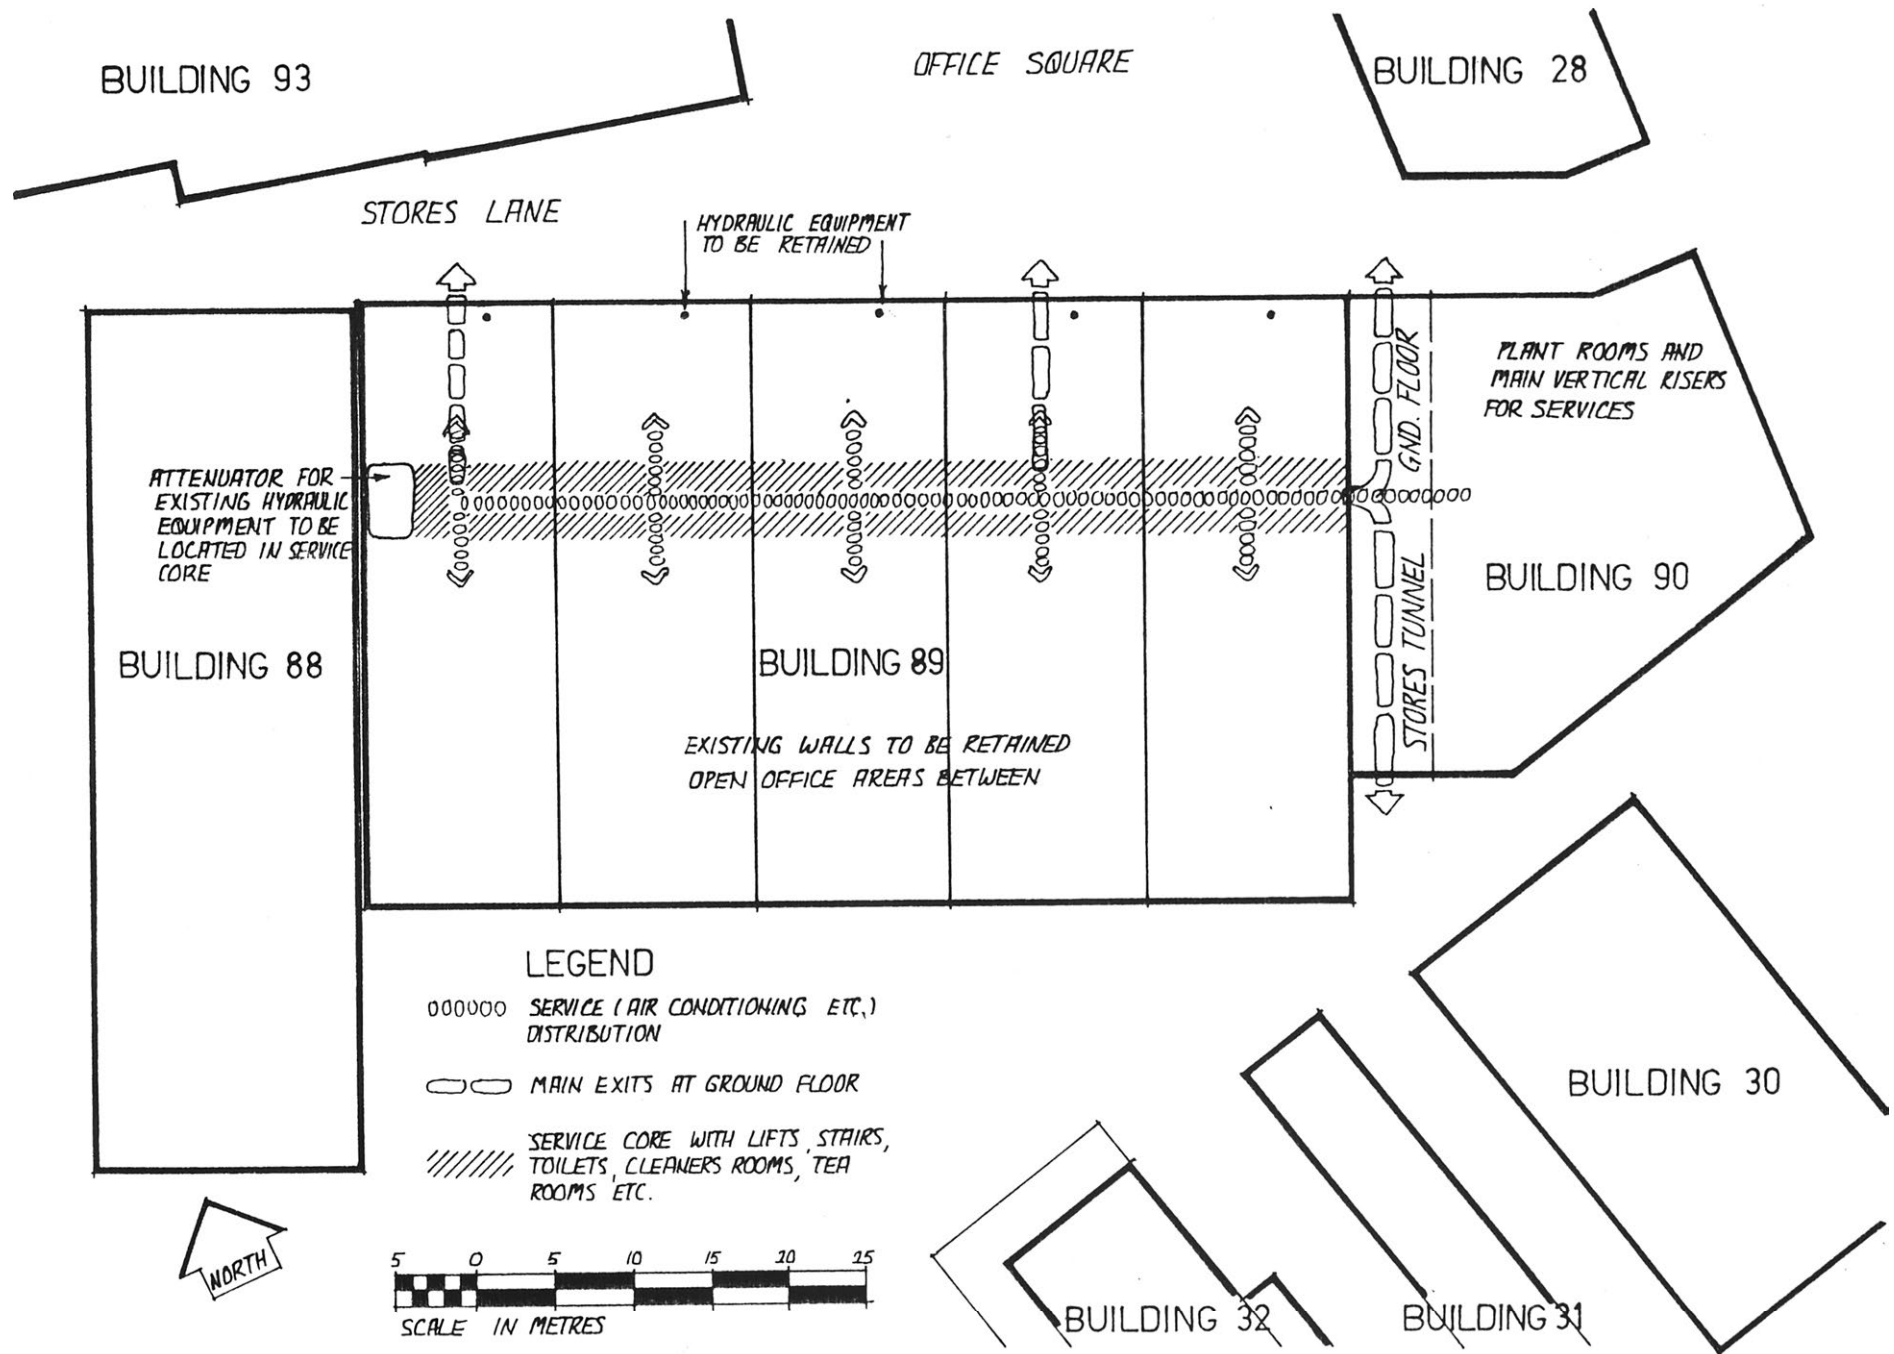 BUILDING 93
OFFICE SQUARE
BUILDING 28
STORES LANE
HYDRAULIC EQUIPMENT
TO BE RETAINED
PLANT ROOMS AND
MAIN VERTICAL RISERS
FOR SERVICES
GND. FLOOR
STORES TUNNEL
ATTENUATOR FOR
EXISTING HYDRAULIC
EQUIPMENT TO BE
LOCATED IN SERVICE
CORE
BUILDING 90
BUILDING 88
BUILDING 89
EXISTING WALLS TO BE RETAINED
OPEN OFFICE AREAS BETWEEN
LEGEND
SERVICE (AIR CONDITIONING ETC.)
DISTRIBUTION
MAIN EXITS AT GROUND FLOOR
SERVICE CORE WITH LIFTS, STAIRS,
TOILETS, CLEANERS ROOMS, TEA
ROOMS ETC.
BUILDING 30
NORTH
5 0 5 10 15 20 25
SCALE IN METRES
BUILDING 32
BUILDING 31